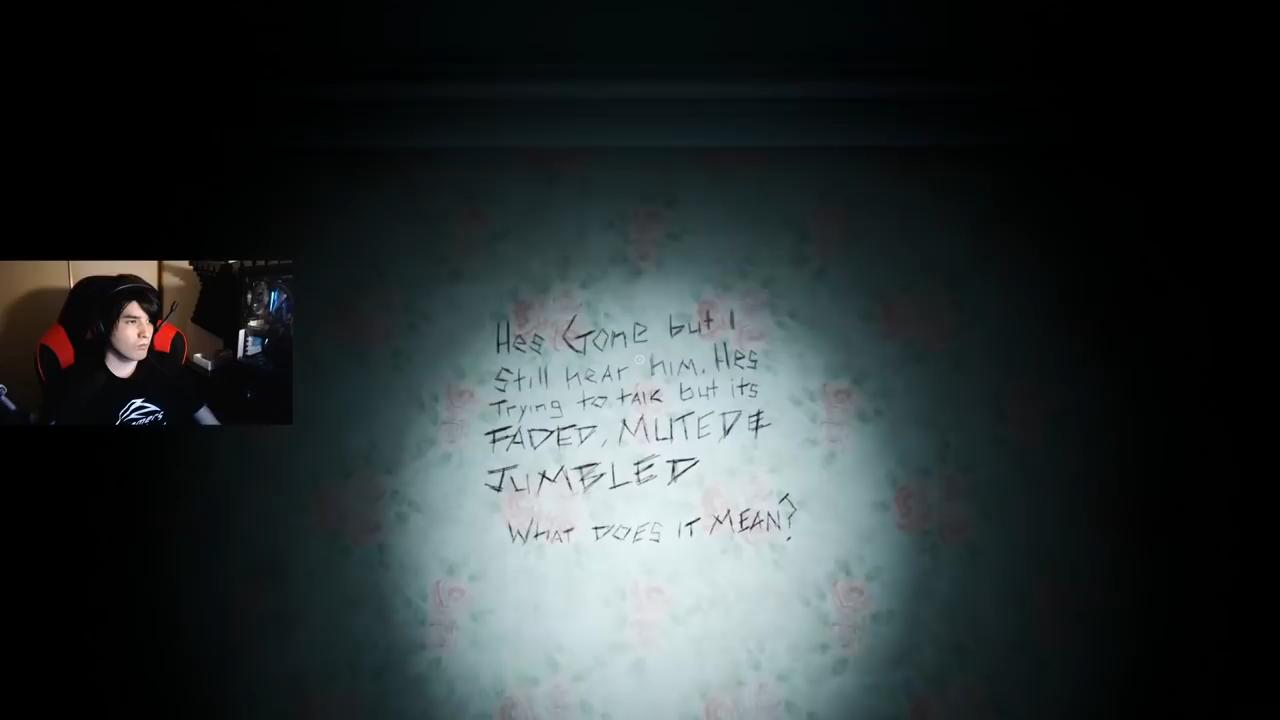 Hes Gone but I
Still hear him. Hes
Trying to talk but its
FADED, MUTED &
JUMBLED
WHAT DOES IT MEAN?